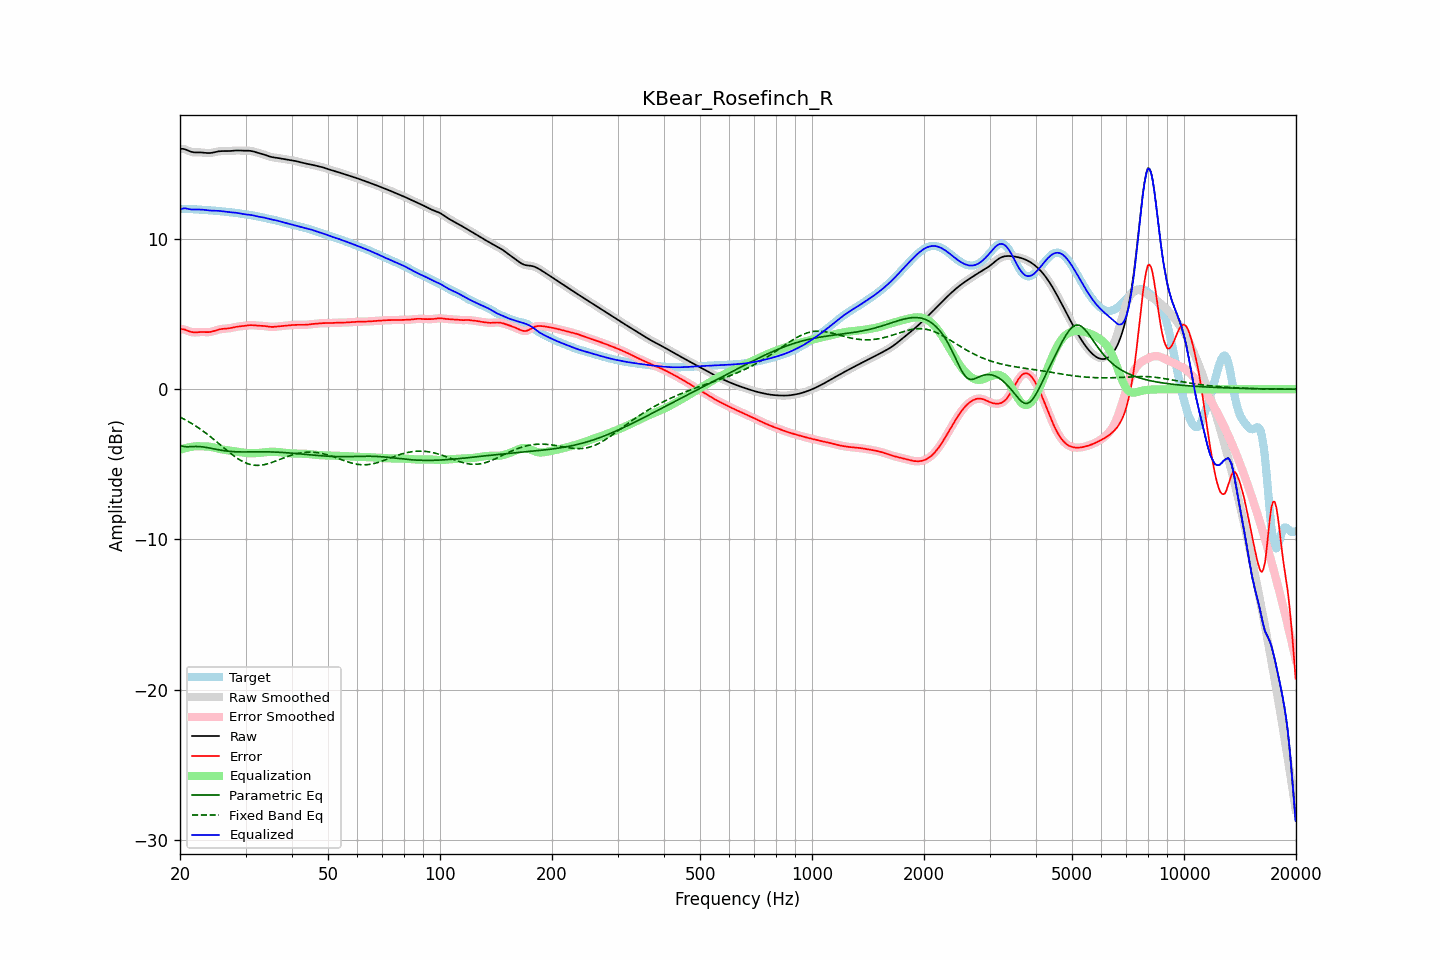 KBear_Rosefinch_R
Amplitude (dBr)
10
0
−10
−20
−30
Target
Raw Smoothed
Error Smoothed
Raw
Error
Equalization
Parametric Eq
Fixed Band Eq
Equalized
20 50 100 200 500 1000 2000 5000 10000 20000
Frequency (Hz)